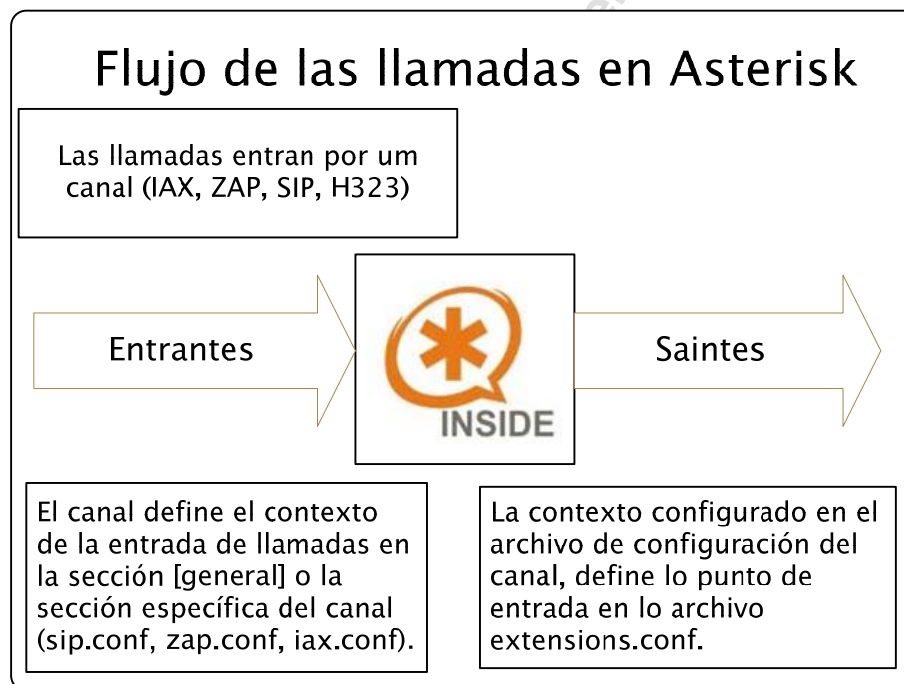 Flujo de las llamadas en Asterisk
Las llamadas entran por um
canal (IAX, ZAP, SIP, H323)
Entrantes
INSIDE
Saintes
El canal define el contexto
de la entrada de llamadas en
la sección [general] o la
sección específica del canal
(sip.conf, zap.conf, iax.conf).
La contexto configurado en el
archivo de configuración del
canal, define lo punto de
entrada en lo archivo
extensions.conf.